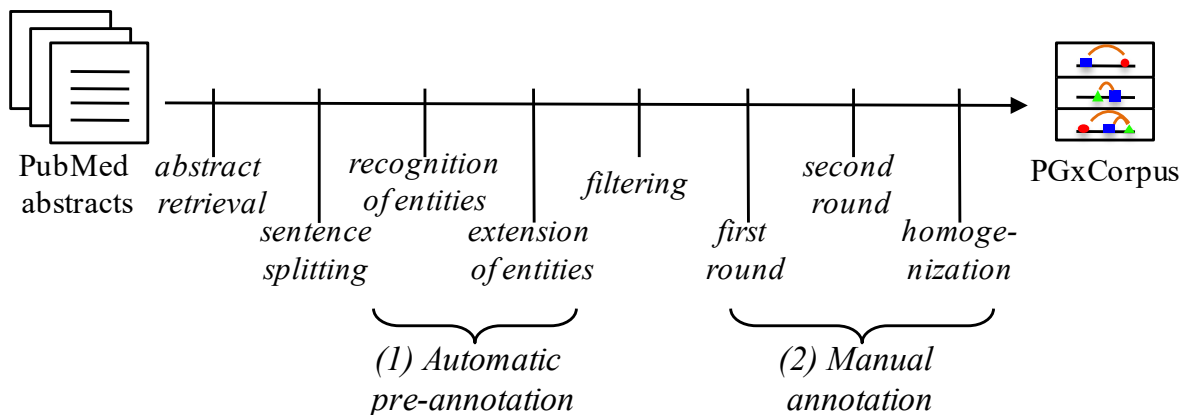 PubMed
abstracts
abstract
retrieval
sentence
splitting
recognition
of entities
extension
of entities
filtering
first
round
second
round
homoge-
nization
PGxCorpus
(1) Automatic
pre-annotation
(2) Manual
annotation